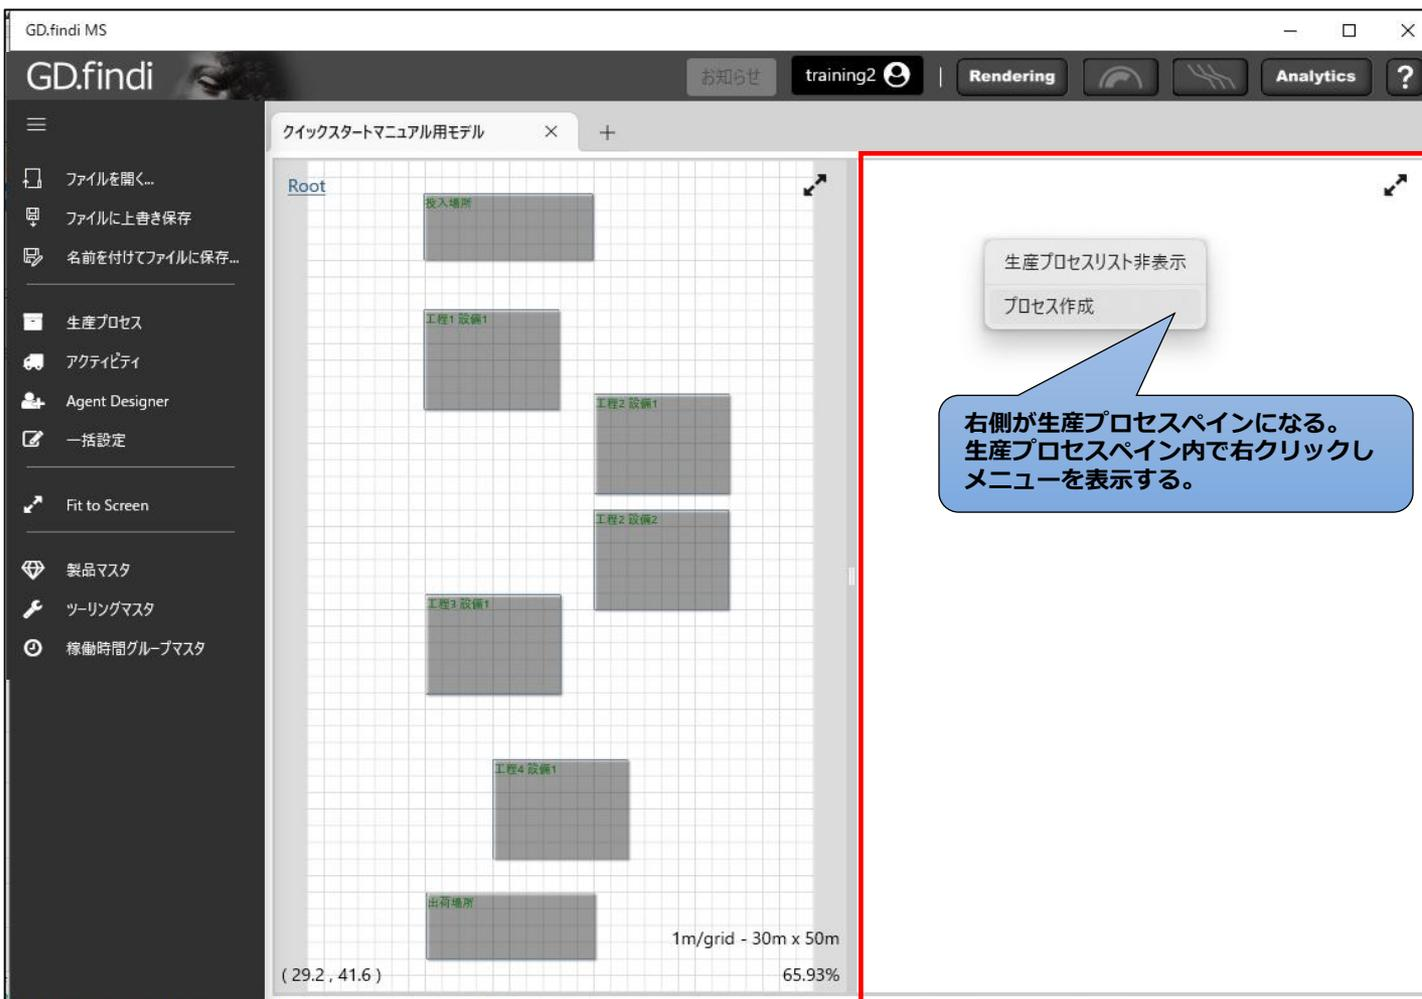 GD.findi MS
GD.findi
お知らせ
training2
Rendering
Analytics
?
クイックスタートマニュアル用モデル
ファイルを開く...
ファイルに上書き保存
名前を付けてファイルに保存...
生産プロセス
アクティビティ
Agent Designer
一括設定
Fit to Screen
製品マスタ
ツーリングマスタ
稼働時間グループマスタ
Root
投入場所
工程1 設備1
工程2 設備1
工程2 設備2
工程3 設備1
工程4 設備1
出荷場所
1m/grid - 30m x 50m
( 29.2 , 41.6 )
65.93%
生産プロセスリスト非表示
プロセス作成
右側が生産プロセスペインになる。
生産プロセスペイン内で右クリックし
メニューを表示する。